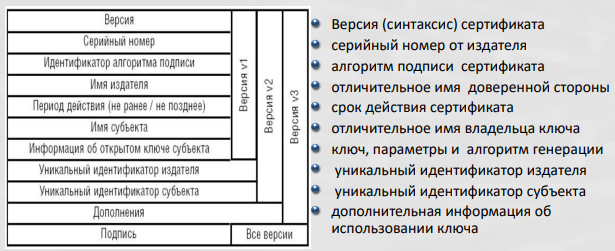 Версия
Серийный номер
Идентификатор алгоритма подписи
Имя издателя
Период действия (не ранее / не позднее)
Имя субъекта
Информация об открытом ключе субъекта
Уникальный идентификатор издателя
Уникальный идентификатор субъекта
Дополнения
Подпись
Все версии
Версия v1
Версия v2
Версия v3
Версия (синтаксис) сертификата
серийный номер от издателя
алгоритм подписи сертификата
отличительное имя доверенной стороны
срок действия сертификата
отличительное имя владельца ключа
ключ, параметры и алгоритм генерации
уникальный идентификатор издателя
уникальный идентификатор субъекта
дополнительная информация об
использовании ключа